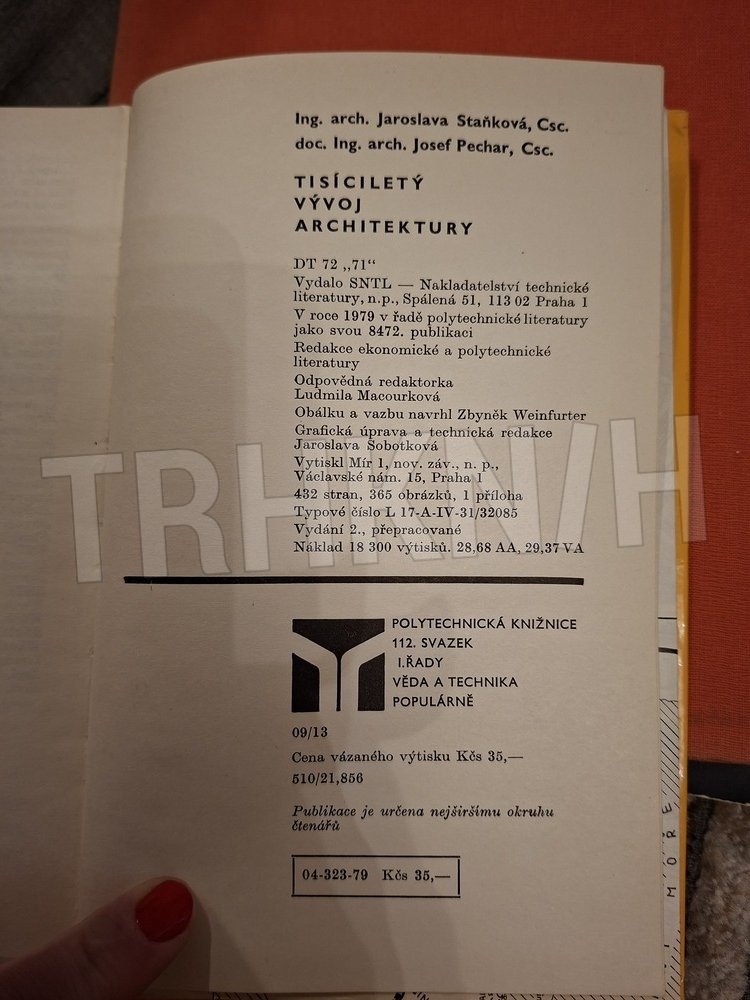 Ing. arch. Jaroslava Staňková, Csc.
doc. Ing. arch. Josef Pechar, Csc.
TISÍCILETÝ
VÝVOJ
ARCHITEKTURY
DT 72 „71“
Vydalo SNTL — Nakladatelství technické
literatury, n.p., Spálená 51, 113 02 Praha 1
V roce 1979 v řadě polytechnické literatury
jako svou 8472. publikaci
Redakce ekonomické a polytechnické
literatury
Odpovědná redaktorka
Ludmila Macourková
Obálku a vazbu navrhl Zbyněk Weinfurter
Grafická úprava a technická redakce
Jaroslava Sobotková
Vytiskl Mír 1, nov. záv., n. p.,
Václavské nám. 15, Praha 1
432 stran, 365 obrázků, 1 příloha
Typové číslo L 17-A-IV-31/32085
Vydání 2., přepracované
Náklad 18 300 výtisků. 28,68 AA, 29,37 VA
POLYTECHNICKÁ KNIŽNICE
112. SVAZEK
I.ŘADY
VĚDA A TECHNIKA
POPULÁRNĚ
09/13
Cena vázaného výtisku Kčs 35,—
510/21,856
Publikace je určena nejširšímu okruhu
čtenářů
04-323-79 Kčs 35,—
MOŘE
TRHKNIH